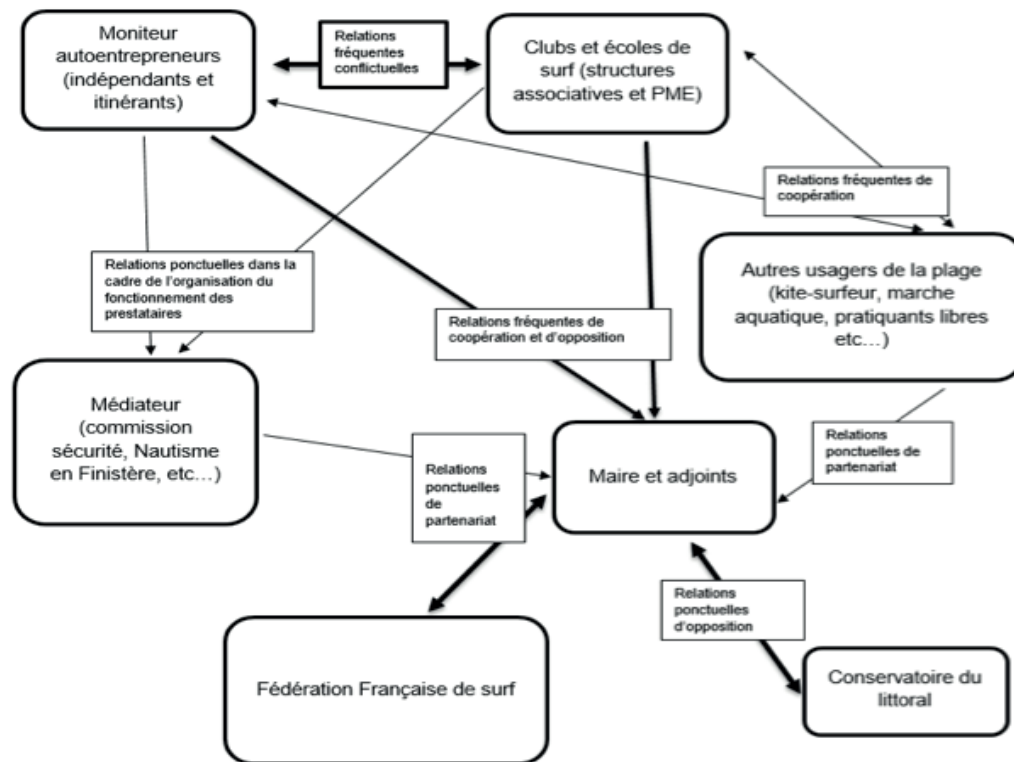 Moniteur
autoentrepreneurs
(indépendants et
itinérants)
Relations
fréquentes
conflictuelles
Clubs et écoles de
surf (structures
associatives et PME)
Relations fréquentes de
coopération
Relations ponctuelles dans la
cadre de l'organisation du
fonctionnement des
prestataires
Autres usagers de la plage
(kite-surfeur, marche
aquatique, pratiquants libres
etc…)
Relations fréquentes de
coopération et d'opposition
Médiateur
(commission
sécurité, Nautisme
en Finistère, etc…)
Relations
ponctuelles
de
partenariat
Maire et adjoints
Relations
ponctuelles de
partenariat
Relations
ponctuelles
d'opposition
Fédération Française de surf
Conservatoire du
littoral